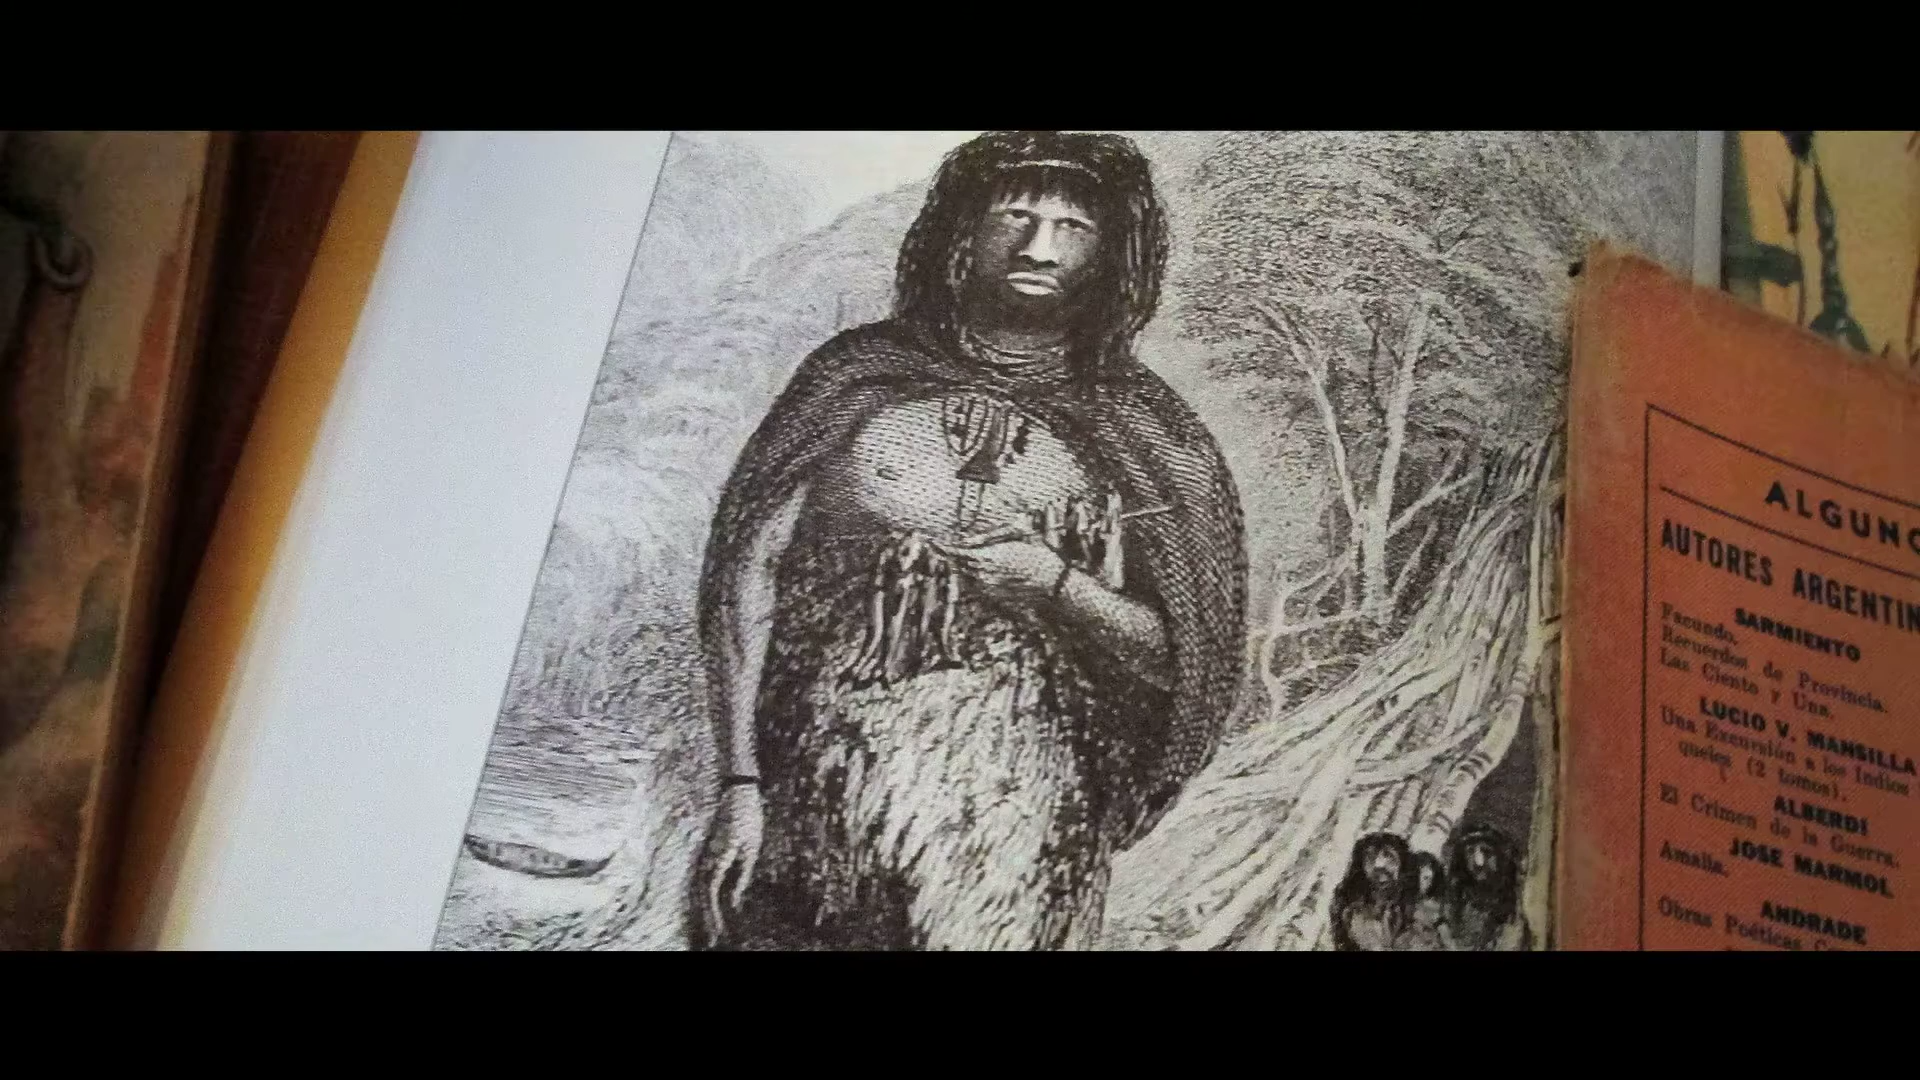 ALGUNO
AUTORES ARGENTIN
SARMIENTO
Facundo.
Recuerdos de Provincia.
Las Ciento y Una.
LUCIO V. MANSILLA
Una Excursión a los Indios
queles (2 tomos).
ALBERDI
El Crimen de la Guerra.
JOSE MARMOL
Amalia.
ANDRADE
Obras Poéticas